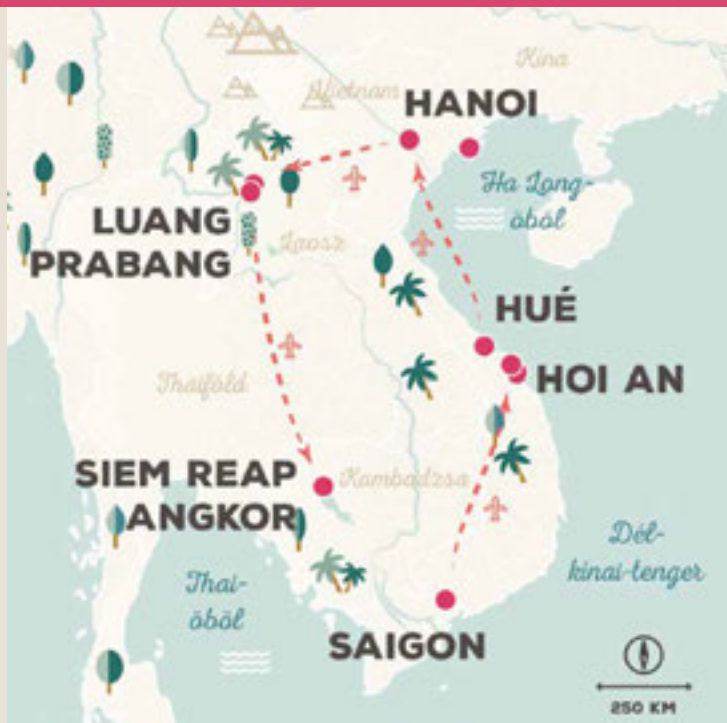 Kína
Vietnam
HANOI
Ha Long-
öböl
LUANG
PRABANG
Laosz
HUÉ
HOI AN
Thaiföld
SIEM REAP
ANGKOR
Kambodzsa
Dél-
kínai-tenger
Thai-
öböl
SAIGON
250 KM